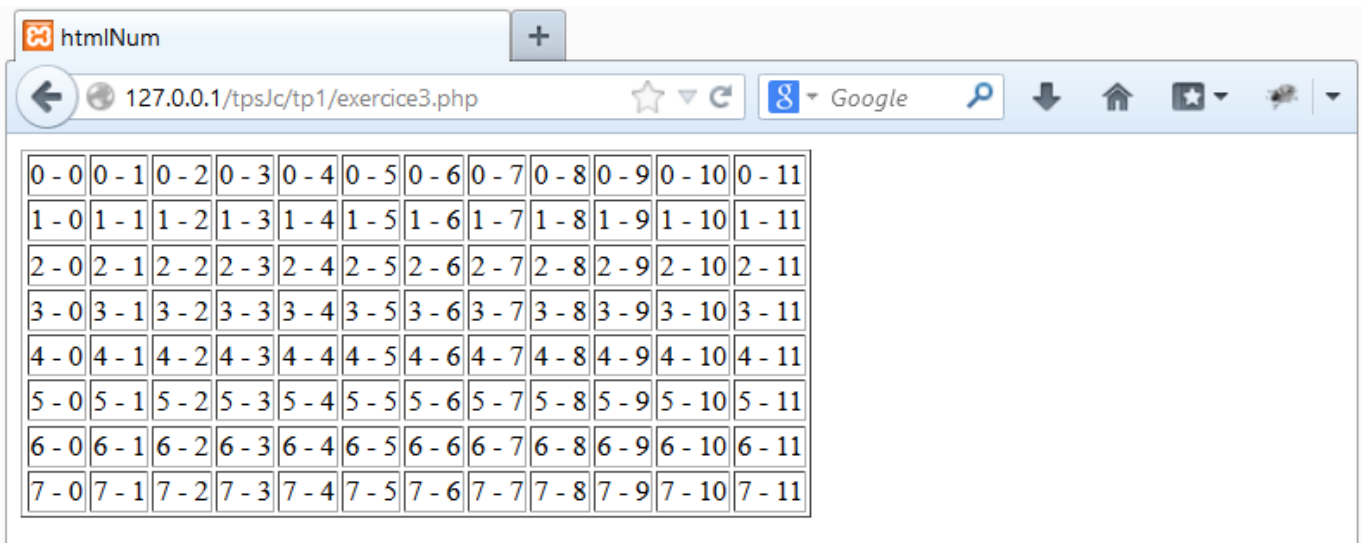 htmlNum
127.0.0.1/tpsJc/tp1/exercice3.php 8 Google
0 - 0 0 - 1 0 - 2 0 - 3 0 - 4 0 - 5 0 - 6 0 - 7 0 - 8 0 - 9 0 - 10 0 - 11
1 - 0 1 - 1 1 - 2 1 - 3 1 - 4 1 - 5 1 - 6 1 - 7 1 - 8 1 - 9 1 - 10 1 - 11
2 - 0 2 - 1 2 - 2 2 - 3 2 - 4 2 - 5 2 - 6 2 - 7 2 - 8 2 - 9 2 - 10 2 - 11
3 - 0 3 - 1 3 - 2 3 - 3 3 - 4 3 - 5 3 - 6 3 - 7 3 - 8 3 - 9 3 - 10 3 - 11
4 - 0 4 - 1 4 - 2 4 - 3 4 - 4 4 - 5 4 - 6 4 - 7 4 - 8 4 - 9 4 - 10 4 - 11
5 - 0 5 - 1 5 - 2 5 - 3 5 - 4 5 - 5 5 - 6 5 - 7 5 - 8 5 - 9 5 - 10 5 - 11
6 - 0 6 - 1 6 - 2 6 - 3 6 - 4 6 - 5 6 - 6 6 - 7 6 - 8 6 - 9 6 - 10 6 - 11
7 - 0 7 - 1 7 - 2 7 - 3 7 - 4 7 - 5 7 - 6 7 - 7 7 - 8 7 - 9 7 - 10 7 - 11